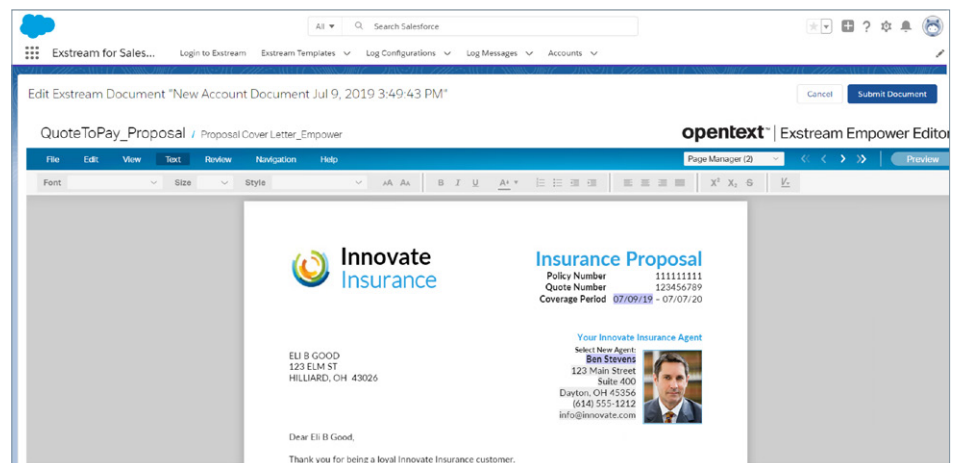 All ▼ Search Salesforce
Exstream for Sales... Login to Exstream Exstream Templates Log Configurations Log Messages Accounts
Edit Exstream Document "New Account Document Jul 9, 2019 3:49:43 PM" Cancel Submit Document
QuoteToPay_Proposal / Proposal Cover Letter_Empower opentext™ | Exstream Empower Editor
File Edit View Text Review Navigation Help Page Manager (2) Preview
Font Size Style AA AA B I U A X² X₂ S
Innovate
Insurance
Insurance Proposal
Policy Number 111111111
Quote Number 123456789
Coverage Period 07/09/19 – 07/07/20
Your Innovate Insurance Agent
Select New Agent:
Ben Stevens
123 Main Street
Suite 400
Dayton, OH 45356
(614) 555-1212
info@innovate.com
ELI B GOOD
123 ELM ST
HILLIARD, OH 43026
Dear Eli B Good,
Thank you for being a loyal Innovate Insurance customer.